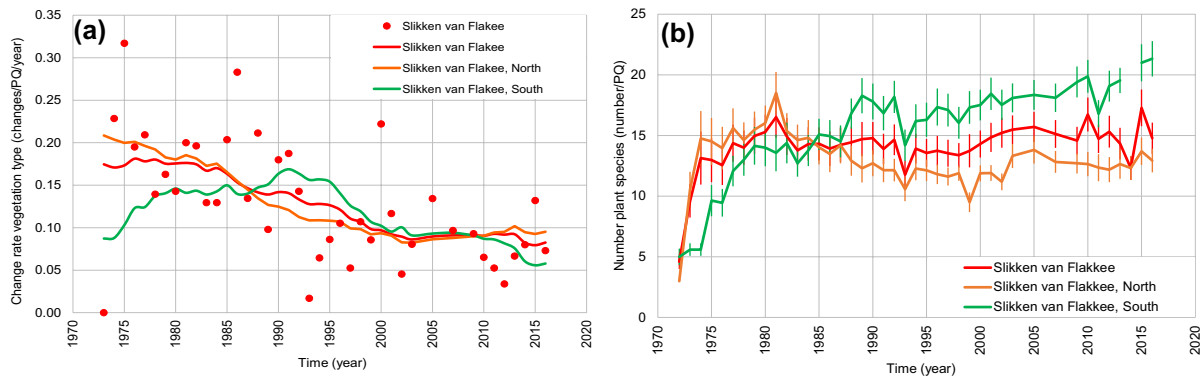 (a)
Change rate vegetation type (changes/PQ/year)
0.35
0.30
0.25
0.20
0.15
0.10
0.05
0.00
1970
1975
1980
1985
1990
1995
2000
2005
2010
2015
2020
Time (year)
Slikken van Flakee
Slikken van Flakee
Slikken van Flakee, North
Slikken van Flakee, South
(b)
Number plant species (number/PQ)
25
20
15
10
5
0
1970
1975
1980
1985
1990
1995
2000
2005
2010
2015
2020
Time (year)
Slikken van Flakkee
Slikken van Flakkee, North
Slikken van Flakkee, South